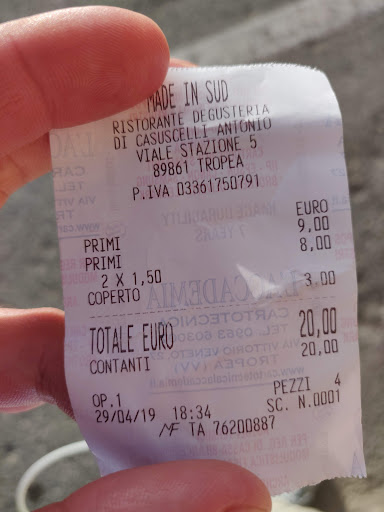 MADE IN SUD
RISTORANTE DEGUSTERIA
DI CASUSCELLI ANTONIO
VIALE STAZIONE 5
89861 TROPEA
P.IVA 03361750791
EURO
PRIMI 9,00
PRIMI 8,00
2 X 1,50
COPERTO 3,00
TOTALE EURO 20,00
CONTANTI 20,00
PEZZI 4
OP.1 SC. N.0001
29/04/19 18:34
MF TA 76200887